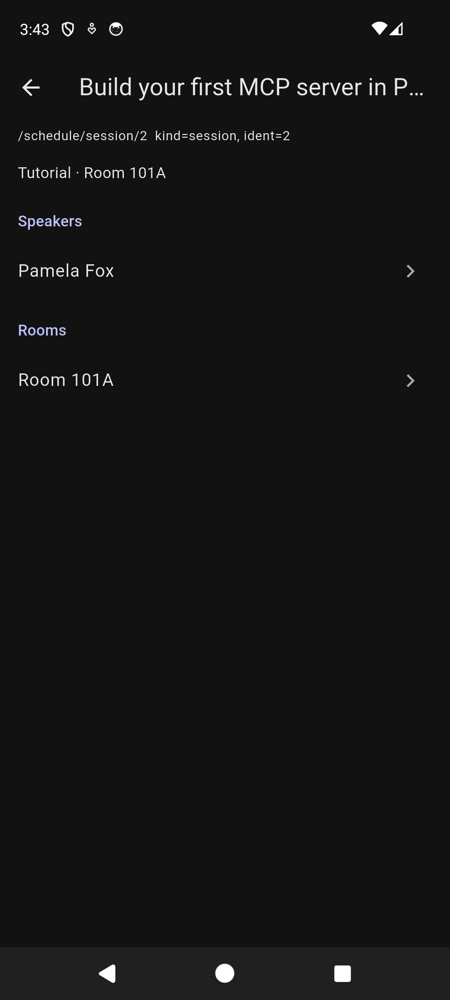 3:43
Build your first MCP server in P...
/schedule/session/2 kind=session, ident=2
Tutorial · Room 101A
Speakers
Pamela Fox
Rooms
Room 101A